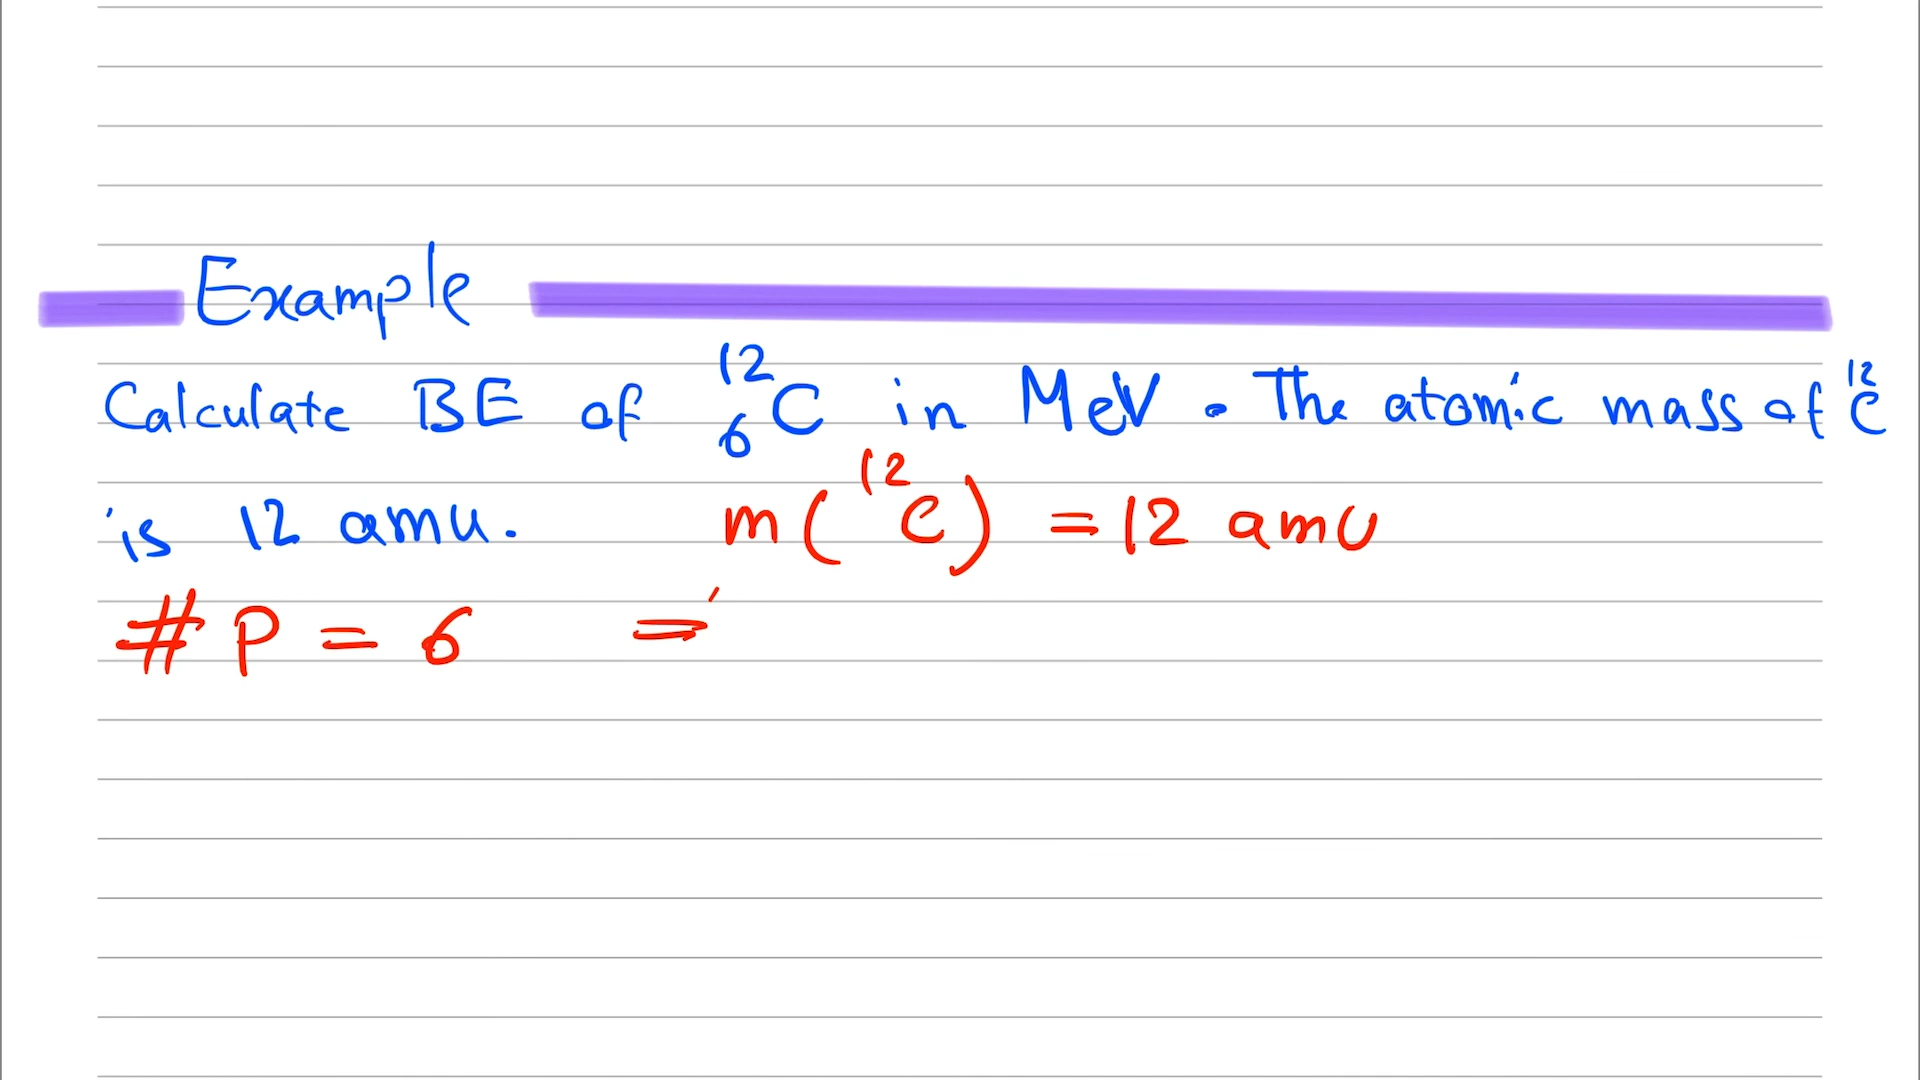 Example
Calculate BE of ¹²₆C in MeV. The atomic mass of ¹²C
is 12 amu. m(¹²C) = 12 amu
# P = 6 =